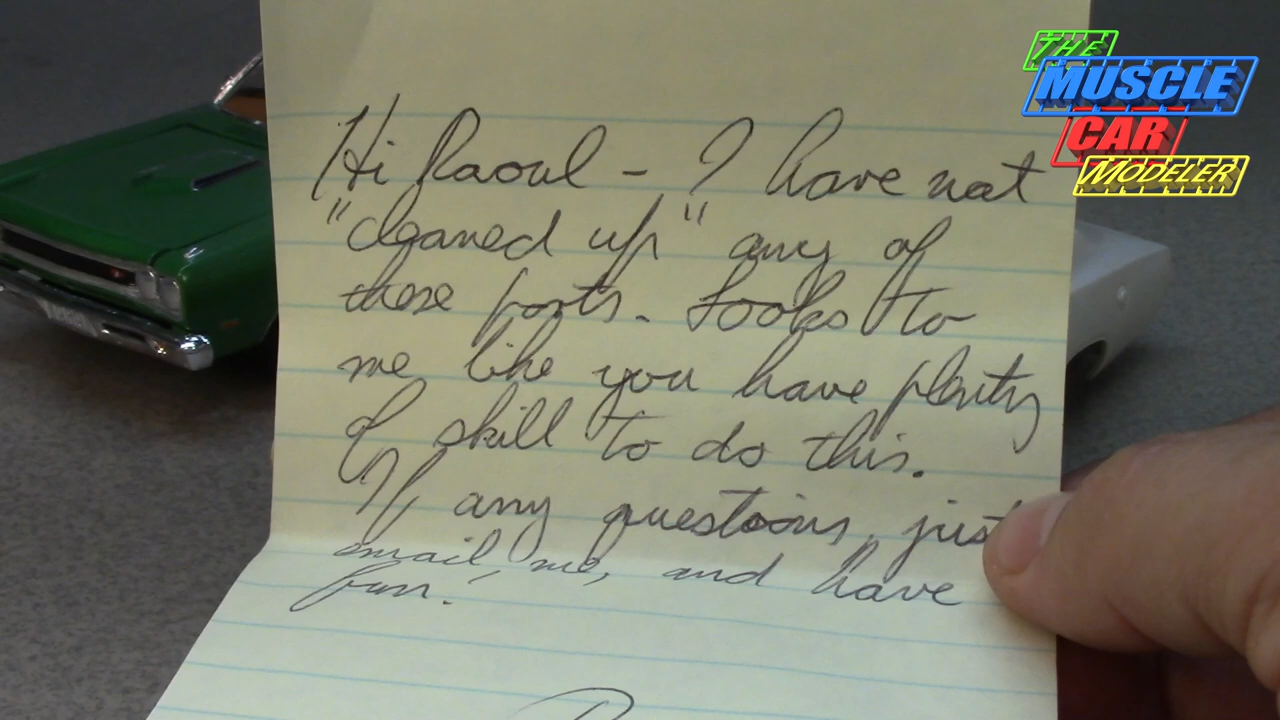 THE
MUSCLE
CAR
MODELER
Hi Raoul - I have not
"cleaned up" any of
these parts. Looks to
me like you have plenty
of skill to do this.
If any questions, just
email me, and have
fun!